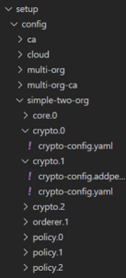 setup
config
ca
cloud
multi-org
multi-org-ca
simple-two-org
core.0
crypto.0
! crypto-config.yaml
crypto.1
! crypto-config.addpe...
! crypto-config.yaml
crypto.2
orderer.1
policy.0
policy.1
policy.2